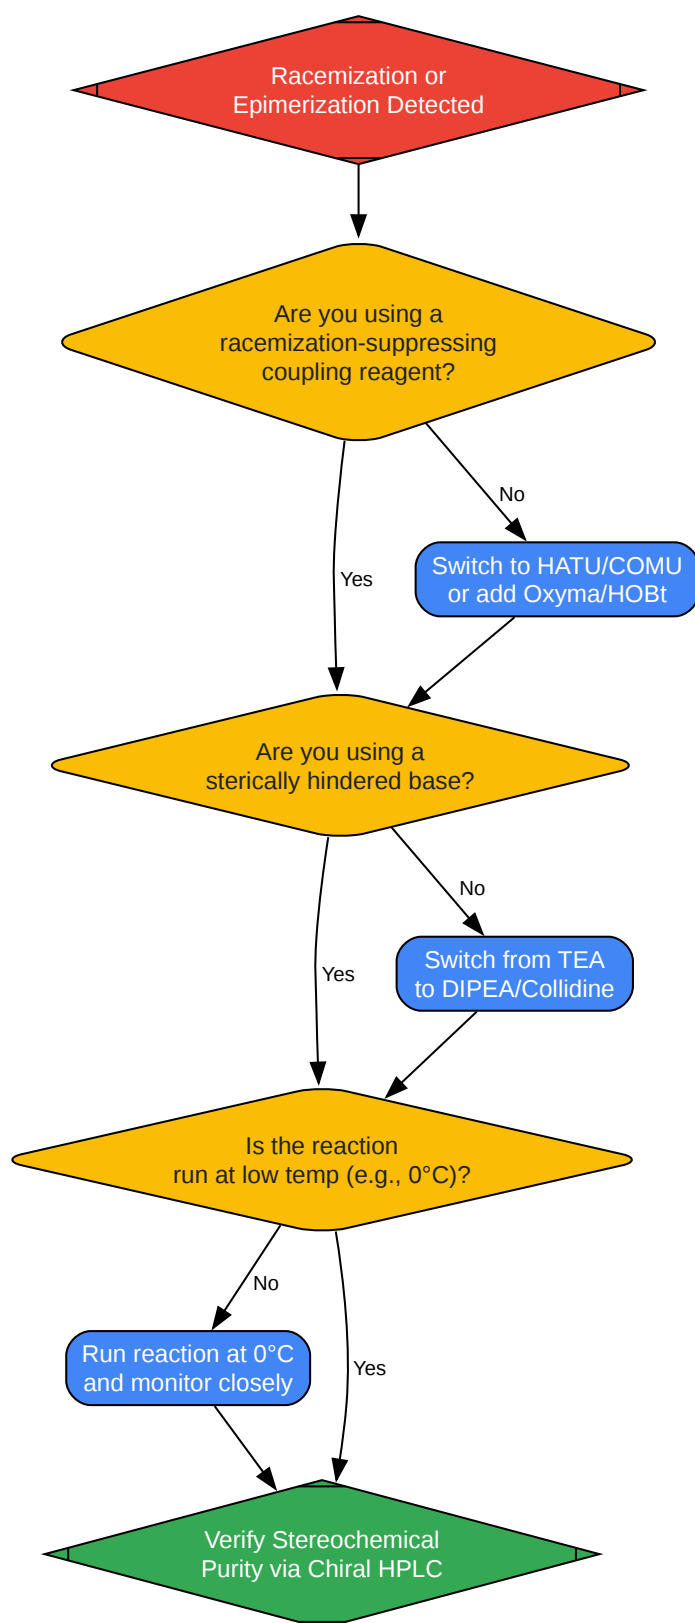 Racemization or
Epimerization Detected
Are you using a
racemization-suppressing
coupling reagent?
No
Switch to HATU/COMU
or add Oxyma/HOBt
Yes
Are you using a
sterically hindered base?
No
Switch from TEA
to DIPEA/Collidine
Yes
Is the reaction
run at low temp (e.g., 0°C)?
No
Run reaction at 0°C
and monitor closely
Yes
Verify Stereochemical
Purity via Chiral HPLC